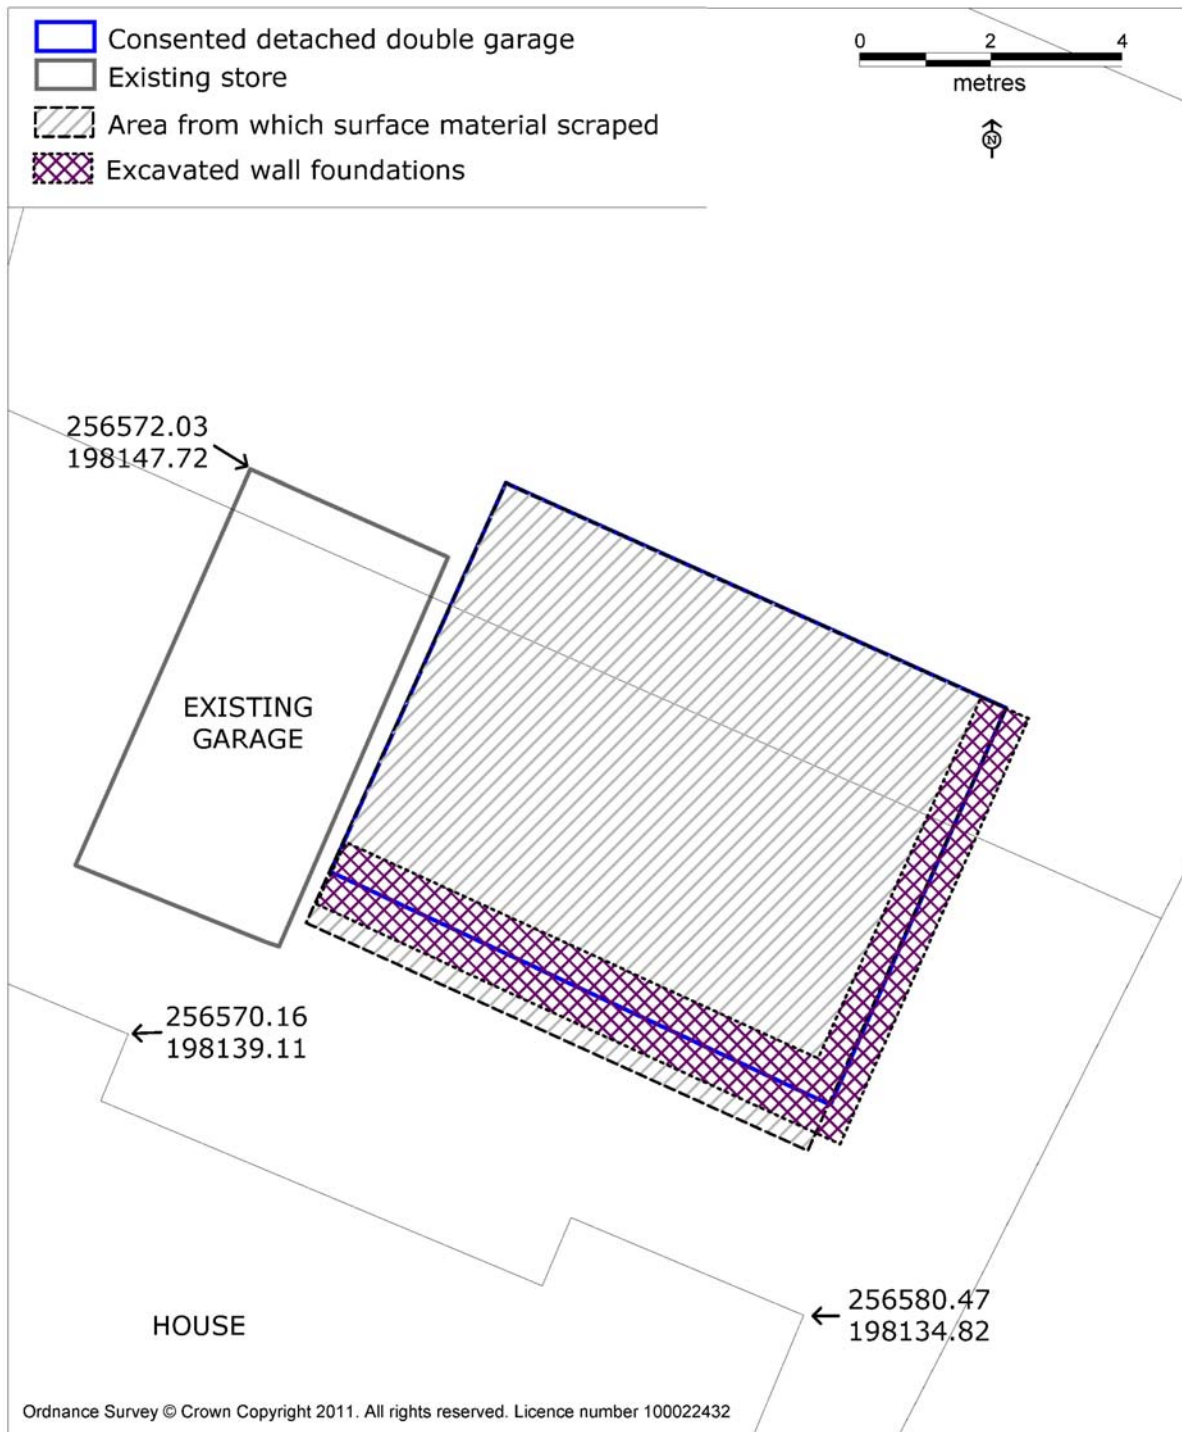 Consented detached double garage
Existing store
Area from which surface material scraped
Excavated wall foundations
0 2 4
metres
N
256572.03
198147.72
EXISTING
GARAGE
256570.16
198139.11
256580.47
198134.82
HOUSE
Ordnance Survey © Crown Copyright 2011. All rights reserved. Licence number 100022432